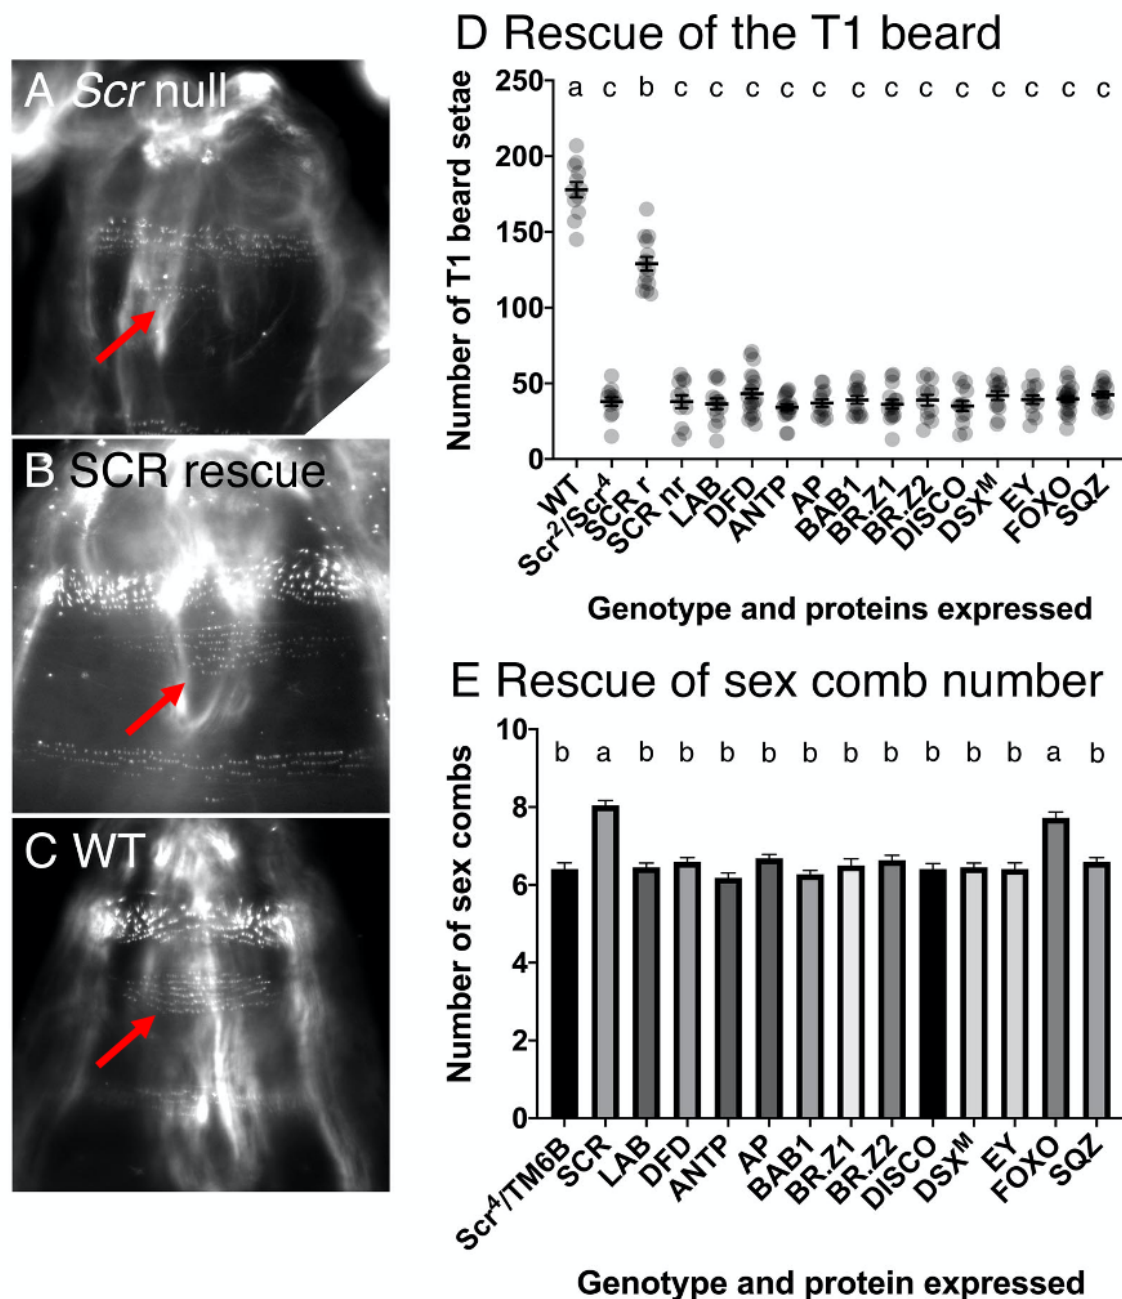 A Scr null
B SCR rescue
C WT
D Rescue of the T1 beard
Number of T1 beard setae
250
200
150
100
50
0
a c b c c c c c c c c c c c c c
WT
Scr²/Scr⁴
SCR r
SCR nr
LAB
DFD
ANTP
AP
BAB1
BR.Z1
BR.Z2
DISCO
DSXᴹ
EY
FOXO
SQZ
Genotype and proteins expressed
E Rescue of sex comb number
Number of sex combs
10
8
6
4
2
0
b a b b b b b b b b b b a b
Scr⁴/TM6B
SCR
LAB
DFD
ANTP
AP
BAB1
BR.Z1
BR.Z2
DISCO
DSXᴹ
EY
FOXO
SQZ
Genotype and protein expressed